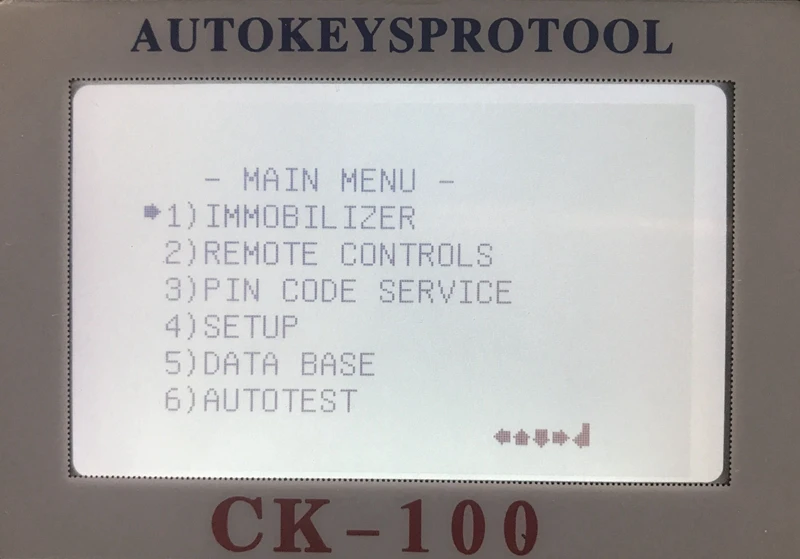 AUTOKEYSPROTOOL
- MAIN MENU -
1)IMMOBILIZER
2)REMOTE CONTROLS
3)PIN CODE SERVICE
4)SETUP
5)DATA BASE
6)AUTOTEST
CK-100